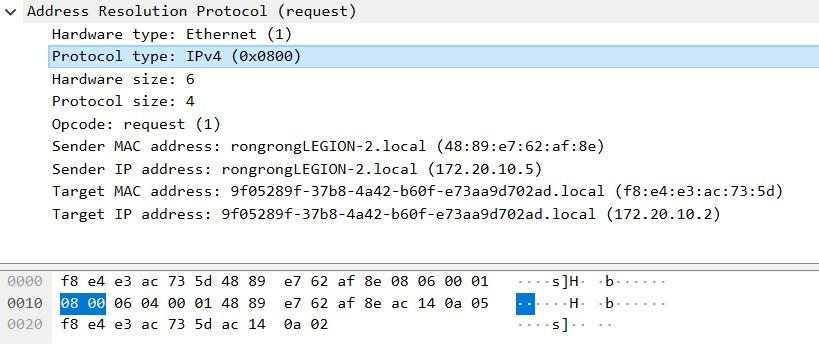 Address Resolution Protocol (request)
Hardware type: Ethernet (1)
Protocol type: IPv4 (0x0800)
Hardware size: 6
Protocol size: 4
Opcode: request (1)
Sender MAC address: rongrongLEGION-2.local (48:89:e7:62:af:8e)
Sender IP address: rongrongLEGION-2.local (172.20.10.5)
Target MAC address: 9f05289f-37b8-4a42-b60f-e73aa9d702ad.local (f8:e4:e3:ac:73:5d)
Target IP address: 9f05289f-37b8-4a42-b60f-e73aa9d702ad.local (172.20.10.2)
0000 f8 e4 e3 ac 73 5d 48 89 e7 62 af 8e 08 06 00 01 ····s]H· ·b······
0010 08 00 06 04 00 01 48 89 e7 62 af 8e ac 14 0a 05 ······H· ·b······
0020 f8 e4 e3 ac 73 5d ac 14 0a 02 ····s]·· ··